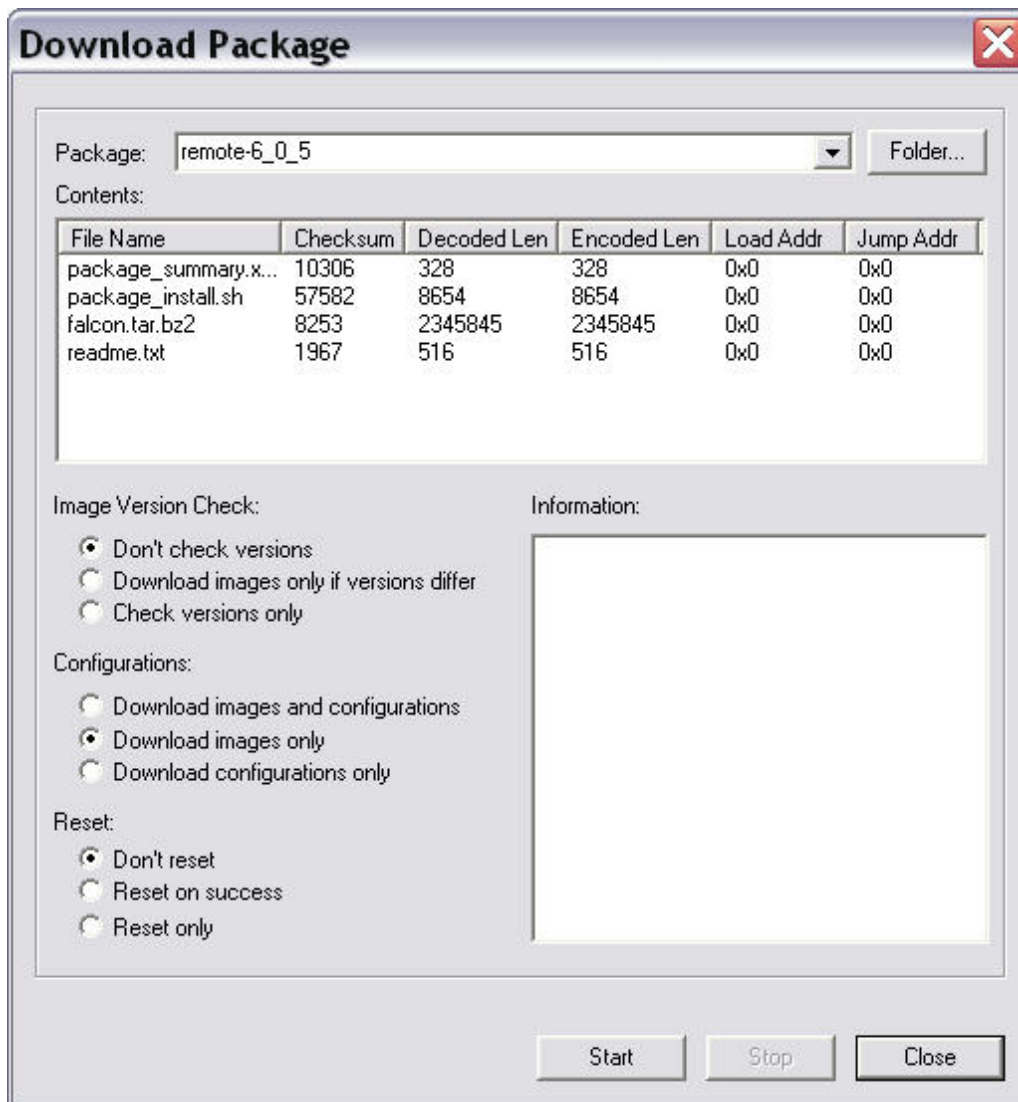 Download Package
Package: remote-6_0_5 Folder...
Contents:
File Name Checksum Decoded Len Encoded Len Load Addr Jump Addr
package_summary.x... 10306 328 328 0x0 0x0
package_install.sh 57582 8654 8654 0x0 0x0
falcon.tar.bz2 8253 2345845 2345845 0x0 0x0
readme.txt 1967 516 516 0x0 0x0
Image Version Check: Information:
Don't check versions
Download images only if versions differ
Check versions only
Configurations:
Download images and configurations
Download images only
Download configurations only
Reset:
Don't reset
Reset on success
Reset only
Start Stop Close